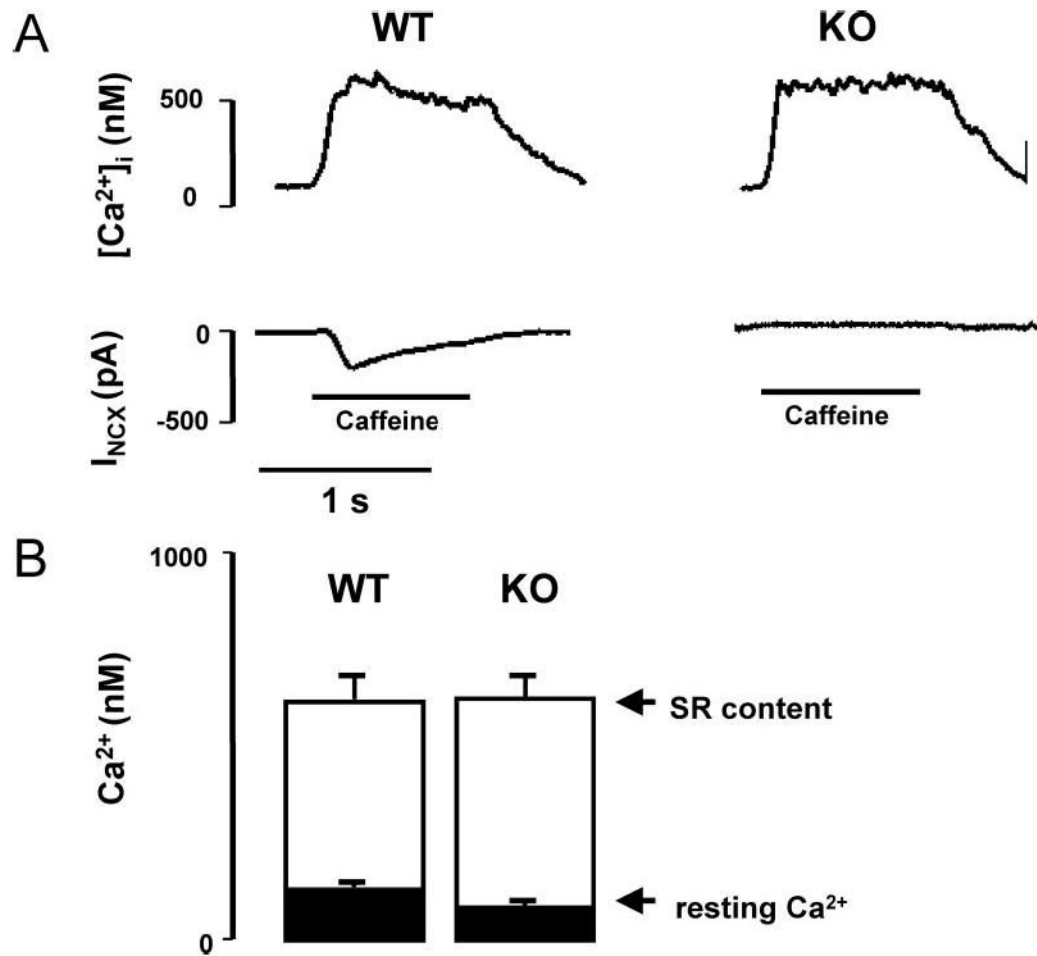 A
WT
KO
[Ca²⁺]ᵢ (nM)
500
0
I_NCX (pA)
0
-500
Caffeine
Caffeine
1 s
B
Ca²⁺ (nM)
1000
0
WT
KO
SR content
resting Ca²⁺